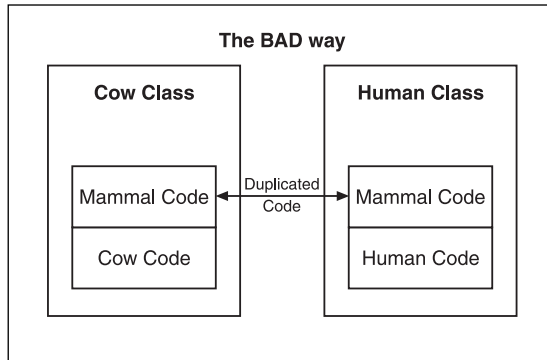 The BAD way
Cow Class
Human Class
Mammal Code
Duplicated
Code
Mammal Code
Cow Code
Human Code